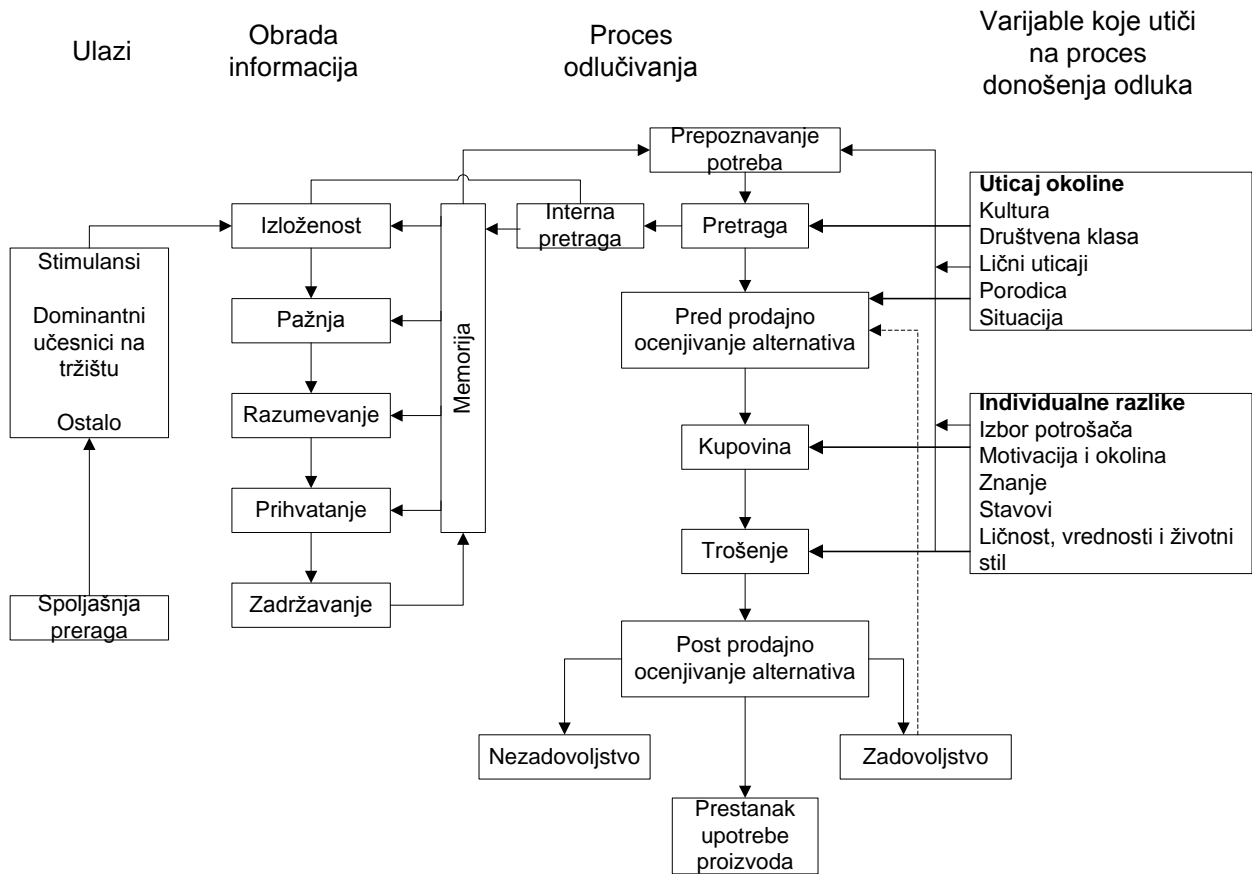 Ulazi
Obrada
informacija
Proces
odlučivanja
Varijable koje utiči
na proces
donošenja odluka
Stimulansi
Dominantni
učesnici na
tržištu
Ostalo
Spoljašnja
preraga
Izloženost
Pažnja
Razumevanje
Prihvatanje
Zadržavanje
Memorija
Interna
pretraga
Prepoznavanje
potreba
Pretraga
Pred prodajno
ocenjivanje alternativa
Kupovina
Trošenje
Post prodajno
ocenjivanje alternativa
Nezadovoljstvo
Zadovoljstvo
Prestanak
upotrebe
proizvoda
Uticaj okoline
Kultura
Društvena klasa
Lični uticaji
Porodica
Situacija
Individualne razlike
Izbor potrošača
Motivacija i okolina
Znanje
Stavovi
Ličnost, vrednosti i životni
stil